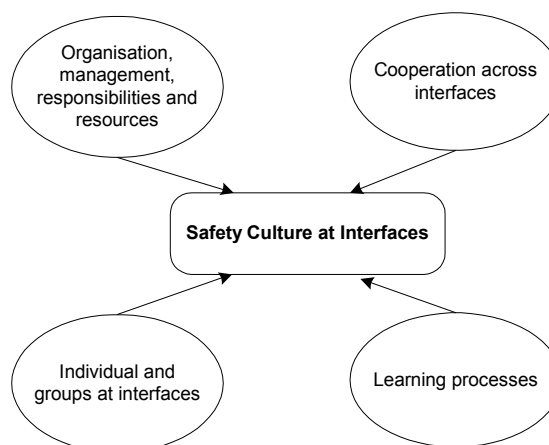 Organisation,
management,
responsibilities and
resources
Cooperation across
interfaces
Safety Culture at Interfaces
Individual and
groups at interfaces
Learning processes